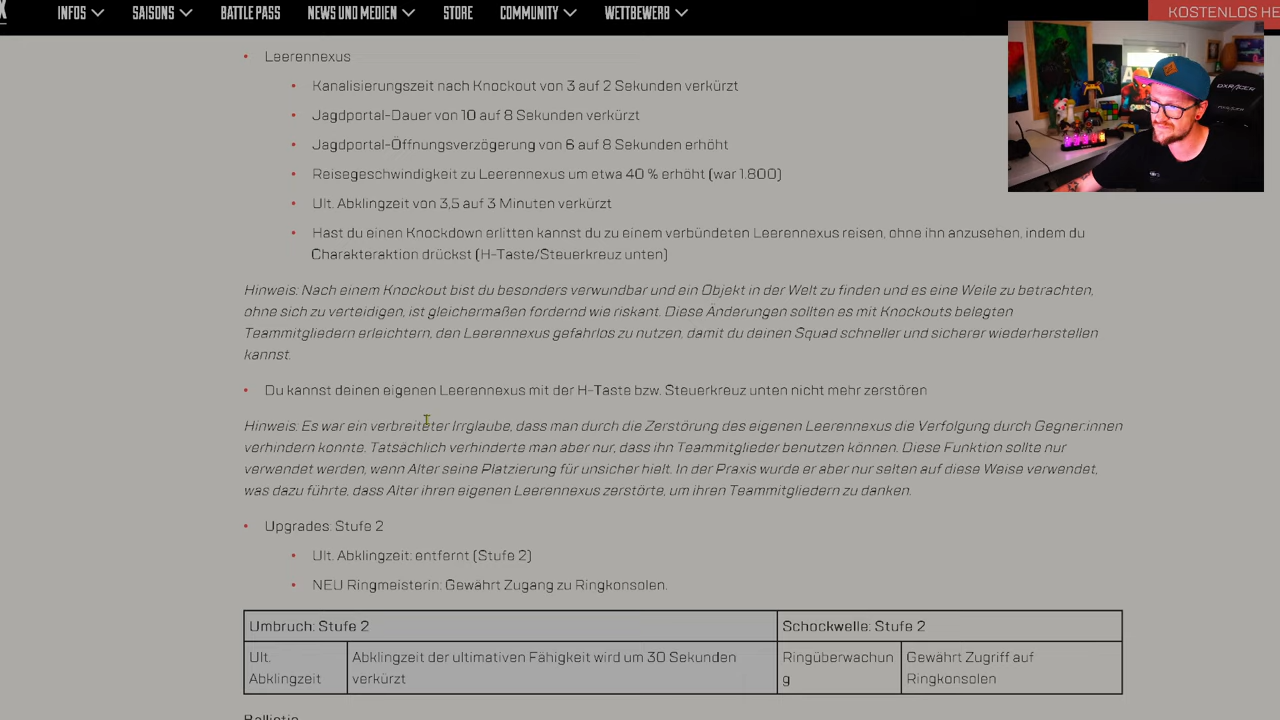 INFOS SAISONS BATTLE PASS NEWS UND MEDIEN STORE COMMUNITY WETTBEWERB KOSTENLOS HE
Leerennexus
Kanalisierungszeit nach Knockout von 3 auf 2 Sekunden verkürzt
Jagdportal-Dauer von 10 auf 8 Sekunden verkürzt
Jagdportal-Öffnungsverzögerung von 6 auf 8 Sekunden erhöht
Reisegeschwindigkeit zu Leerennexus um etwa 40 % erhöht (war 1.800)
Ult. Abklingzeit von 3,5 auf 3 Minuten verkürzt
Hast du einen Knockdown erlitten kannst du zu einem verbündeten Leerennexus reisen, ohne ihn anzusehen, indem du
Charakteraktion drückst (H-Taste/Steuerkreuz unten)
Hinweis: Nach einem Knockout bist du besonders verwundbar und ein Objekt in der Welt zu finden und es eine Weile zu betrachten,
ohne sich zu verteidigen, ist gleichermaßen fordernd wie riskant. Diese Änderungen sollten es mit Knockouts belegten
Teammitgliedern erleichtern, den Leerennexus gefahrlos zu nutzen, damit du deinen Squad schneller und sicherer wiederherstellen
kannst.
Du kannst deinen eigenen Leerennexus mit der H-Taste bzw. Steuerkreuz unten nicht mehr zerstören
Hinweis: Es war ein verbreiteter Irrglaube, dass man durch die Zerstörung des eigenen Leerennexus die Verfolgung durch Gegner:innen
verhindern konnte. Tatsächlich verhinderte man aber nur, dass ihn Teammitglieder benutzen können. Diese Funktion sollte nur
verwendet werden, wenn Alter seine Platzierung für unsicher hielt. In der Praxis wurde er aber nur selten auf diese Weise verwendet,
was dazu führte, dass Alter ihren eigenen Leerennexus zerstörte, um ihren Teammitgliedern zu danken.
Upgrades: Stufe 2
Ult. Abklingzeit: entfernt (Stufe 2)
NEU Ringmeisterin: Gewährt Zugang zu Ringkonsolen.
Umbruch: Stufe 2 Schockwelle: Stufe 2
Ult. Abklingzeit der ultimativen Fähigkeit wird um 30 Sekunden Ringüberwachun Gewährt Zugriff auf
Abklingzeit verkürzt g Ringkonsolen
Ballistic